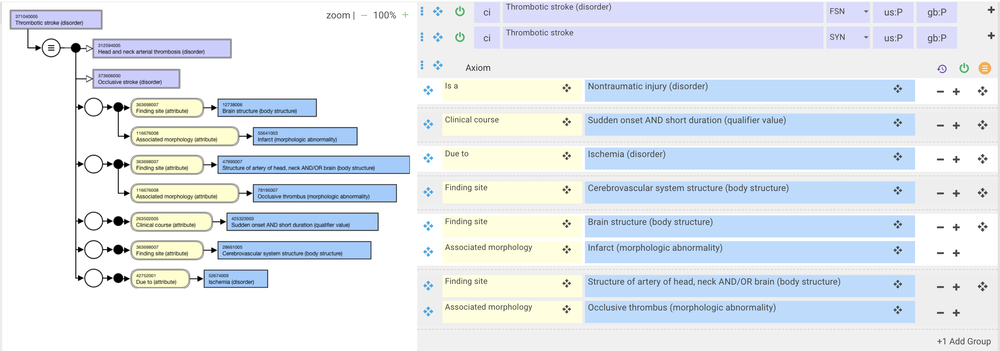 371040005
Thrombotic stroke (disorder)
zoom | − 100% +
312594005
Head and neck arterial thrombosis (disorder)
373606000
Occlusive stroke (disorder)
363698007
Finding site (attribute)
12738006
Brain structure (body structure)
116676008
Associated morphology (attribute)
55641003
Infarct (morphologic abnormality)
363698007
Finding site (attribute)
47990007
Structure of artery of head, neck AND/OR brain (body structure)
116676008
Associated morphology (attribute)
78195007
Occlusive thrombus (morphologic abnormality)
263502005
Clinical course (attribute)
425323003
Sudden onset AND short duration (qualifier value)
363698007
Finding site (attribute)
28661005
Cerebrovascular system structure (body structure)
42752001
Due to (attribute)
52674009
Ischemia (disorder)
ci Thrombotic stroke (disorder) FSN us:P gb:P
ci Thrombotic stroke SYN us:P gb:P
Axiom
Is a Nontraumatic injury (disorder)
Clinical course Sudden onset AND short duration (qualifier value)
Due to Ischemia (disorder)
Finding site Cerebrovascular system structure (body structure)
Finding site Brain structure (body structure)
Associated morphology Infarct (morphologic abnormality)
Finding site Structure of artery of head, neck AND/OR brain (body structure)
Associated morphology Occlusive thrombus (morphologic abnormality)
+1 Add Group